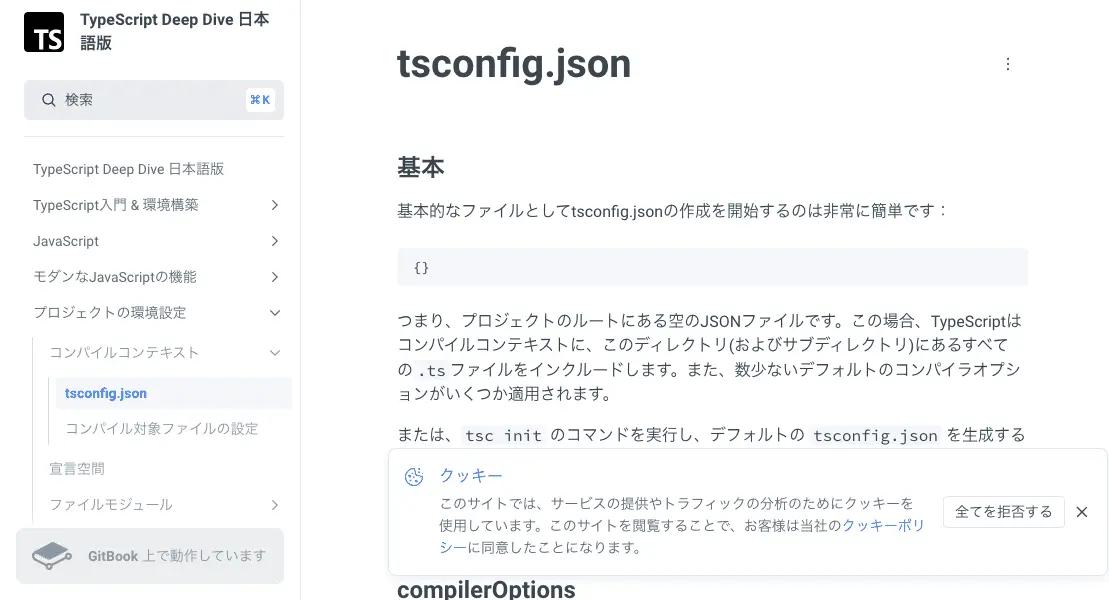 TypeScript Deep Dive 日本
語版
検索
⌘K
TypeScript Deep Dive 日本語版
TypeScript入門 & 環境構築
JavaScript
モダンなJavaScriptの機能
プロジェクトの環境設定
コンパイルコンテキスト
tsconfig.json
コンパイル対象ファイルの設定
宣言空間
ファイルモジュール
GitBook 上で動作しています
tsconfig.json
基本
基本的なファイルとしてtsconfig.jsonの作成を開始するのは非常に簡単です：
{}
つまり、プロジェクトのルートにある空のJSONファイルです。この場合、TypeScriptは
コンパイルコンテキストに、このディレクトリ(およびサブディレクトリ)にあるすべて
の .ts ファイルをインクルードします。また、数少ないデフォルトのコンパイラオプシ
ョンがいくつか適用されます。
または、 tsc init のコマンドを実行し、デフォルトの tsconfig.json を生成する
クッキー
このサイトでは、サービスの提供やトラフィックの分析のためにクッキーを
使用しています。このサイトを閲覧することで、お客様は当社のクッキーポリ
シーに同意したことになります。
全てを拒否する
compilerOptions